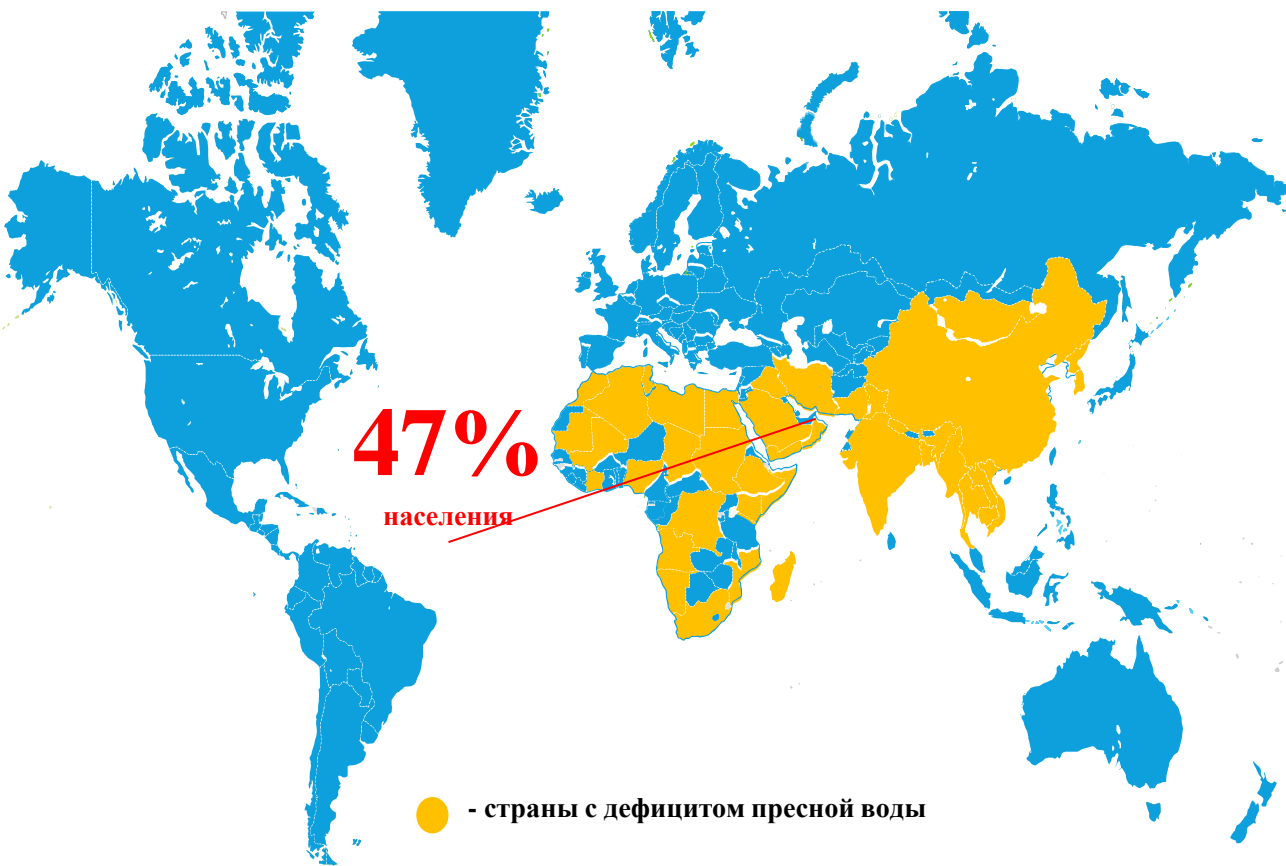 47%
населения
- страны с дефицитом пресной воды